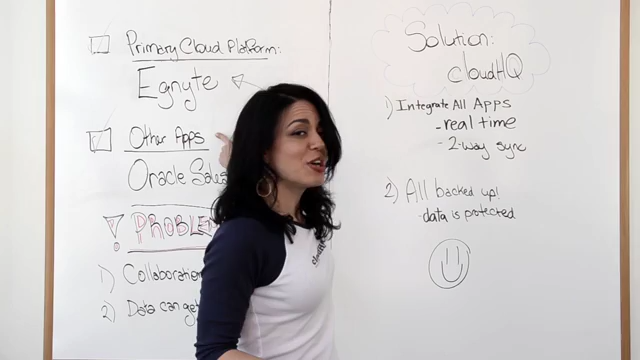 Primary Cloud Platform:
Egnyte
Other Apps
Oracle Sales
PROBLEM
1) Collaboration
2) Data can get
Solution:
cloudHQ
1) Integrate All Apps
- real time
- 2-way sync
2) All backed up!
- data is protected